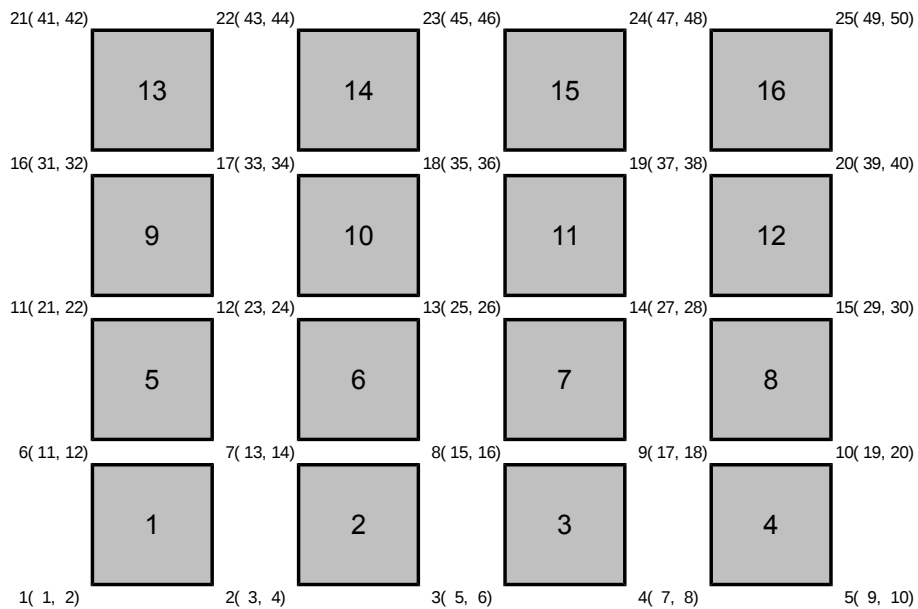 21( 41, 42) 22( 43, 44) 23( 45, 46) 24( 47, 48) 25( 49, 50)
13 14 15 16
16( 31, 32) 17( 33, 34) 18( 35, 36) 19( 37, 38) 20( 39, 40)
9 10 11 12
11( 21, 22) 12( 23, 24) 13( 25, 26) 14( 27, 28) 15( 29, 30)
5 6 7 8
6( 11, 12) 7( 13, 14) 8( 15, 16) 9( 17, 18) 10( 19, 20)
1 2 3 4
1( 1, 2) 2( 3, 4) 3( 5, 6) 4( 7, 8) 5( 9, 10)